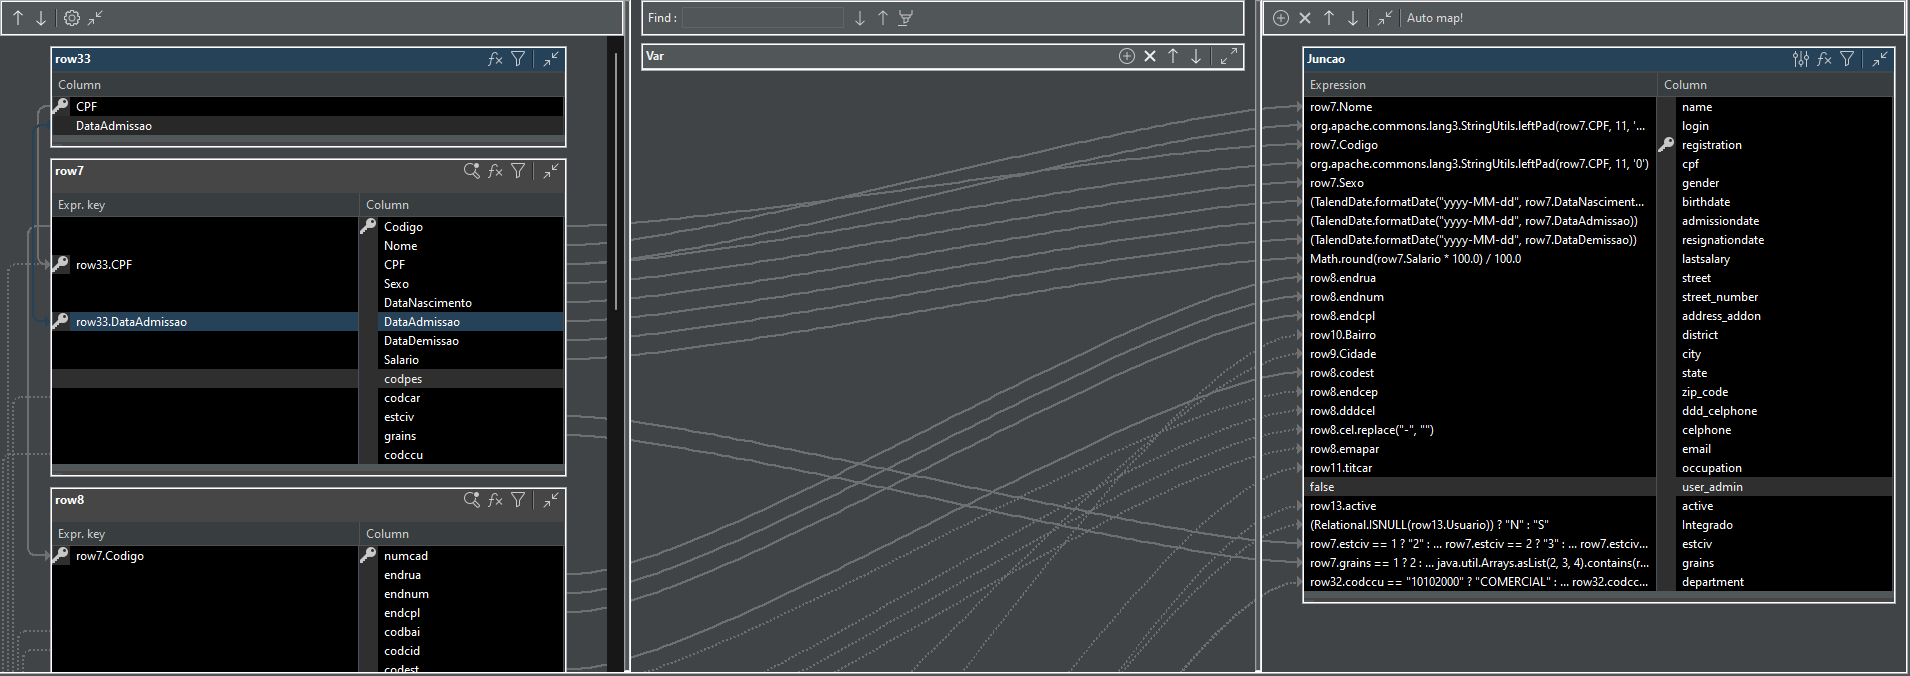 row33
Column
CPF
DataAdmissao
row7
Expr. key Column
Codigo
Nome
row33.CPF CPF
Sexo
DataNascimento
row33.DataAdmissao DataAdmissao
DataDemissao
Salario
codpes
codcar
estciv
grains
codccu
row8
Expr. key Column
row7.Codigo numcad
endrua
endnum
endcpl
codbai
codcid
codest
Find :
Var
Auto map!
Juncao
Expression Column
row7.Nome name
org.apache.commons.lang3.StringUtils.leftPad(row7.CPF, 11, '... login
row7.Codigo registration
org.apache.commons.lang3.StringUtils.leftPad(row7.CPF, 11, '0') cpf
row7.Sexo gender
(TalendDate.formatDate("yyyy-MM-dd", row7.DataNasciment... birthdate
(TalendDate.formatDate("yyyy-MM-dd", row7.DataAdmissao)) admissiondate
(TalendDate.formatDate("yyyy-MM-dd", row7.DataDemissao)) resignationdate
Math.round(row7.Salario * 100.0) / 100.0 lastsalary
row8.endrua street
row8.endnum street_number
row8.endcpl address_addon
row10.Bairro district
row9.Cidade city
row8.codest state
row8.endcep zip_code
row8.dddcel ddd_celphone
row8.cel.replace("-", "") celphone
row8.emapar email
row11.titcar occupation
false user_admin
row13.active active
(Relational.ISNULL(row13.Usuario)) ? "N" : "S" Integrado
row7.estciv == 1 ? "2" : ... row7.estciv == 2 ? "3" : ... row7.estciv... estciv
row7.grains == 1 ? 2 : ... java.util.Arrays.asList(2, 3, 4).contains(r... grains
row32.codccu == "10102000" ? "COMERCIAL" : ... row32.codcc... department